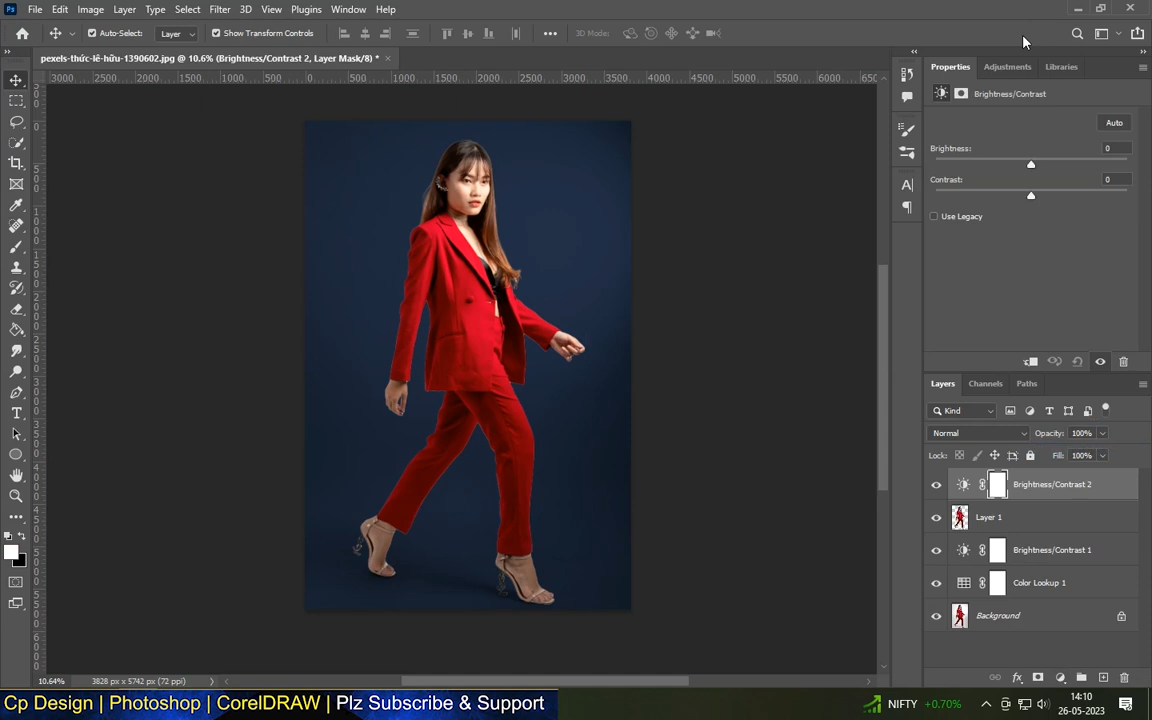 Ps File Edit Image Layer Type Select Filter 3D View Plugins Window Help
Auto-Select: Layer Show Transform Controls 3D Mode:
pexels-thức-lê-hữu-1390602.jpg @ 10.6% (Brightness/Contrast 2, Layer Mask/8) *
3000 2500 2000 1500 1000 500 0 500 1000 1500 2000 2500 3000 3500 4000 4500 5000 5500 6000 650
Properties Adjustments Libraries
Brightness/Contrast
Auto
Brightness: 0
Contrast: 0
Use Legacy
Layers Channels Paths
Kind
Normal Opacity: 100%
Lock: Fill: 100%
Brightness/Contrast 2
Layer 1
Brightness/Contrast 1
Color Lookup 1
Background
10.64% 3828 px x 5742 px (72 ppi)
Cp Design | Photoshop | CorelDRAW | Plz Subscribe & Support
NIFTY +0.70%
14:10
26-05-2023